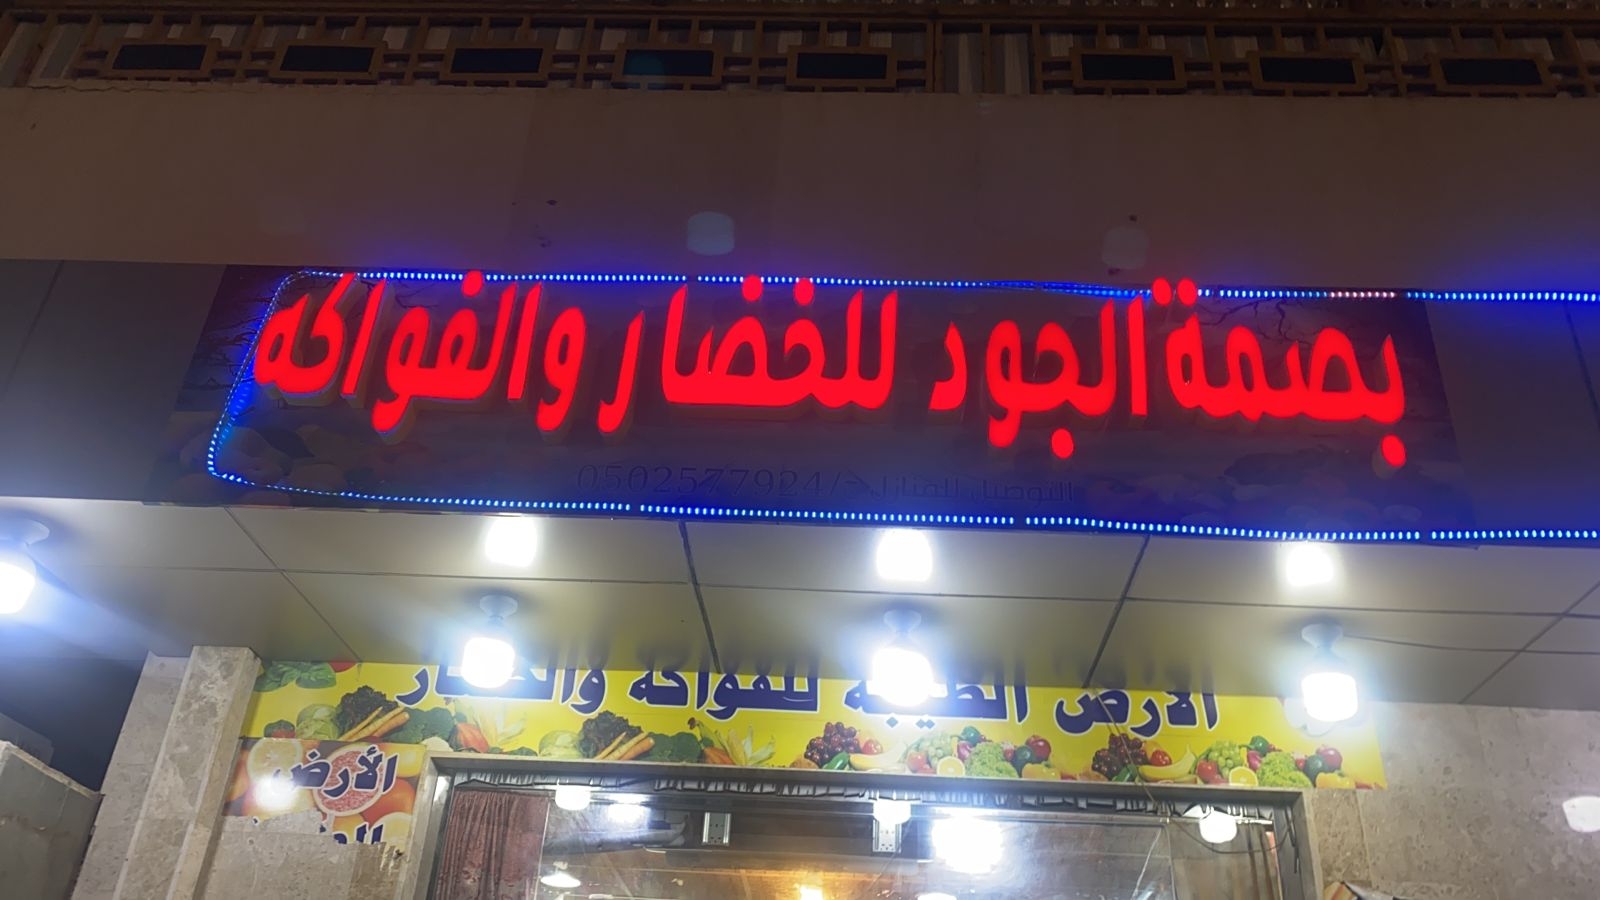 بصمة الجود للخضار والفواكه
التوصيل للمنازل ج/0502577924
الأرض الطيبة للفواكه والخضار
الأرض